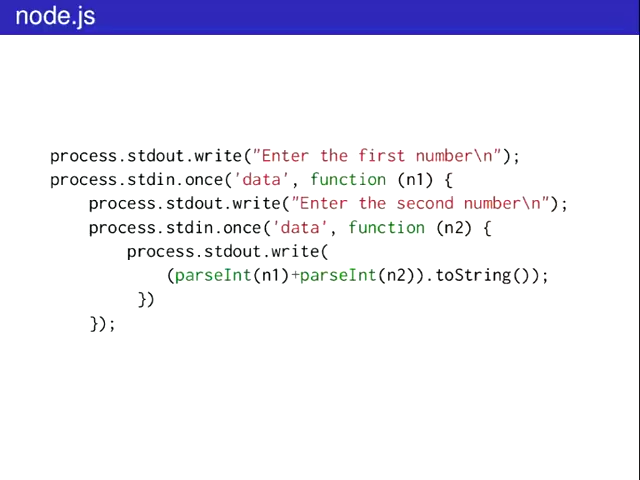 node.js
process.stdout.write("Enter the first number\n");
process.stdin.once('data', function (n1) {
process.stdout.write("Enter the second number\n");
process.stdin.once('data', function (n2) {
process.stdout.write(
(parseInt(n1)+parseInt(n2)).toString());
})
});